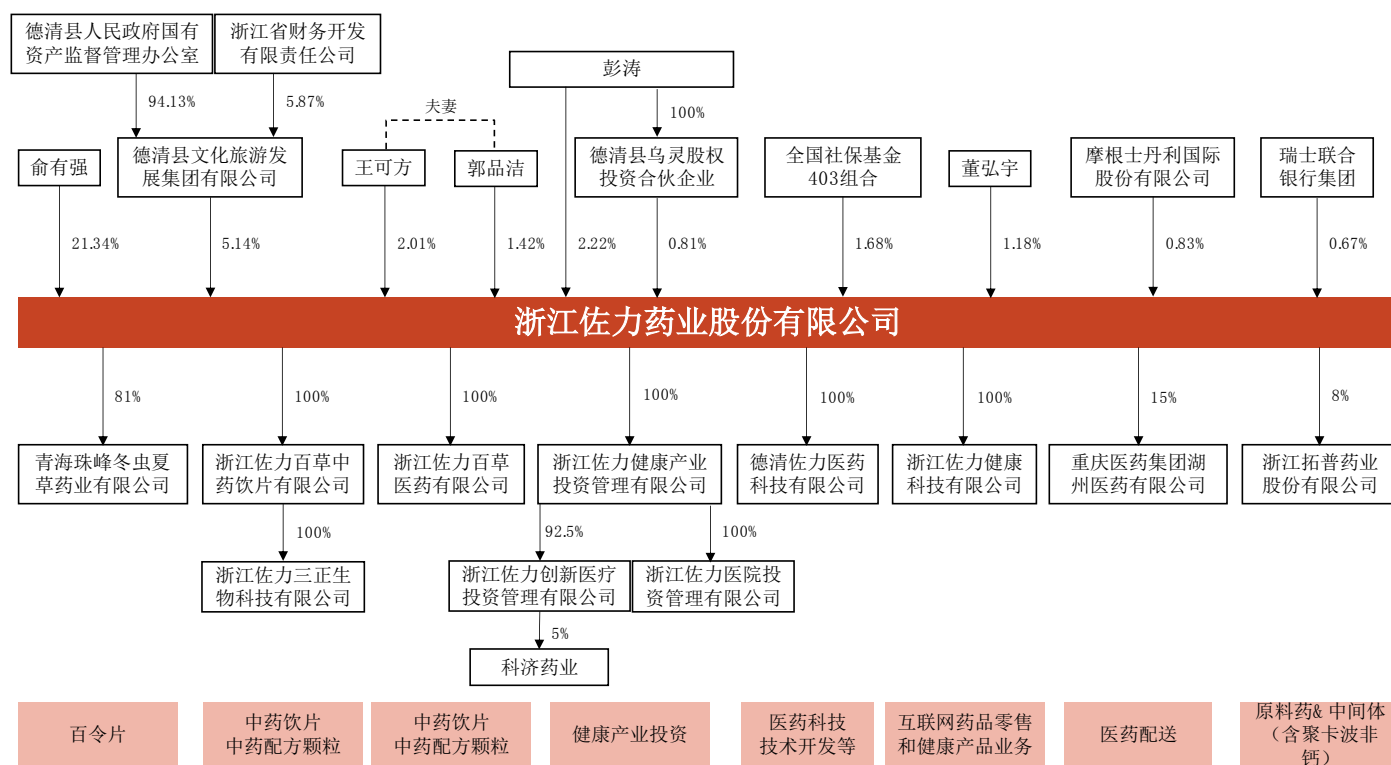 德清县人民政府国有
资产监督管理办公室
浙江省财务开发
有限责任公司
彭涛
94.13%
5.87%
夫妻
100%
俞有强
德清县文化旅游发
展集团有限公司
王可方
郭品洁
德清县乌灵股权
投资合伙企业
全国社保基金
403组合
董弘宇
摩根士丹利国际
股份有限公司
瑞士联合
银行集团
21.34%
5.14%
2.01%
1.42%
2.22%
0.81%
1.68%
1.18%
0.83%
0.67%
浙江佐力药业股份有限公司
81%
100%
100%
100%
100%
100%
15%
8%
青海珠峰冬虫夏
草药业有限公司
浙江佐力百草中
药饮片有限公司
浙江佐力百草
医药有限公司
浙江佐力健康产业
投资管理有限公司
德清佐力医药
科技有限公司
浙江佐力健康
科技有限公司
重庆医药集团湖
州医药有限公司
浙江拓普药业
股份有限公司
100%
92.5%
100%
浙江佐力三正生
物科技有限公司
浙江佐力创新医疗
投资管理有限公司
浙江佐力医院投
资管理有限公司
5%
科济药业
百令片
中药饮片
中药配方颗粒
中药饮片
中药配方颗粒
健康产业投资
医药科技
技术开发等
互联网药品零售
和健康产品业务
医药配送
原料药& 中间体
（含聚卡波非
钙）